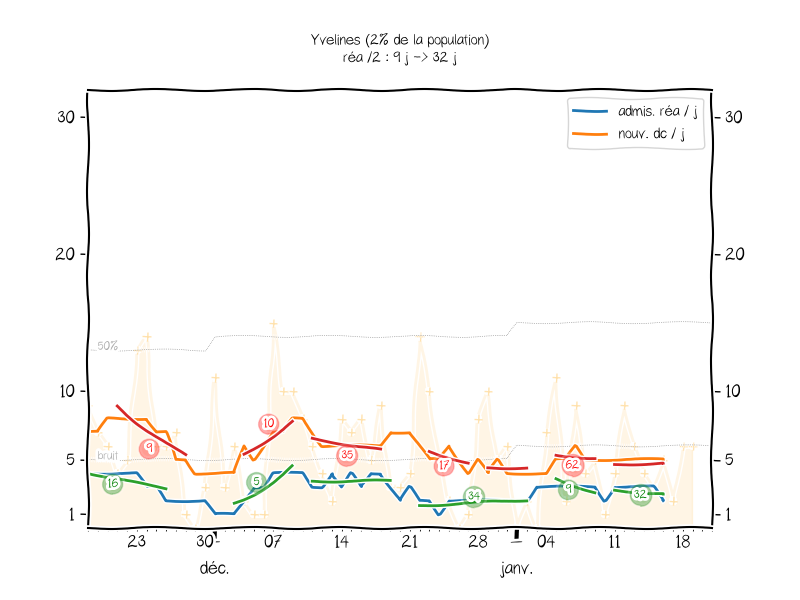 Yvelines (2% de la population)
réa /2 : 9 j -> 32 j
admis. réa / j
nouv. dc / j
30 30
20 20
50%
10 10
bruit
5 5
1 1
9 10 35 17 62
16 5 34 9 32
23 30 07 14 21 28 04 11 18
déc. janv.